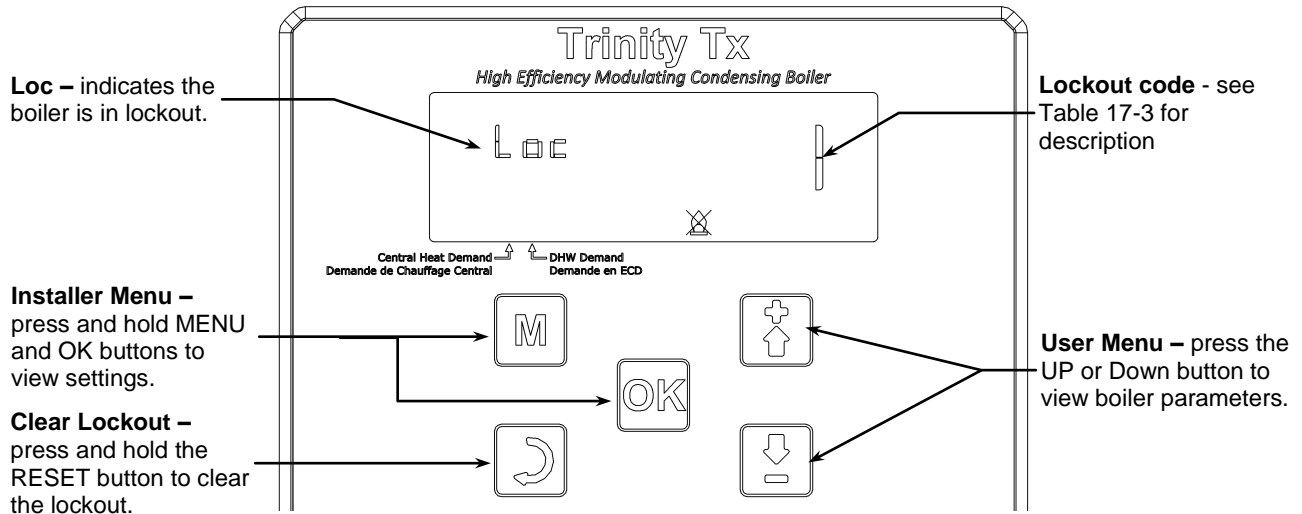 Trinity Tx
High Efficiency Modulating Condensing Boiler
Loc – indicates the
boiler is in lockout.
Loc
1
Lockout code - see
Table 17-3 for
description
Central Heat Demand
Demande de Chauffage Central
DHW Demand
Demande en ECD
Installer Menu –
press and hold MENU
and OK buttons to
view settings.
M
OK
User Menu – press the
UP or Down button to
view boiler parameters.
Clear Lockout –
press and hold the
RESET button to clear
the lockout.